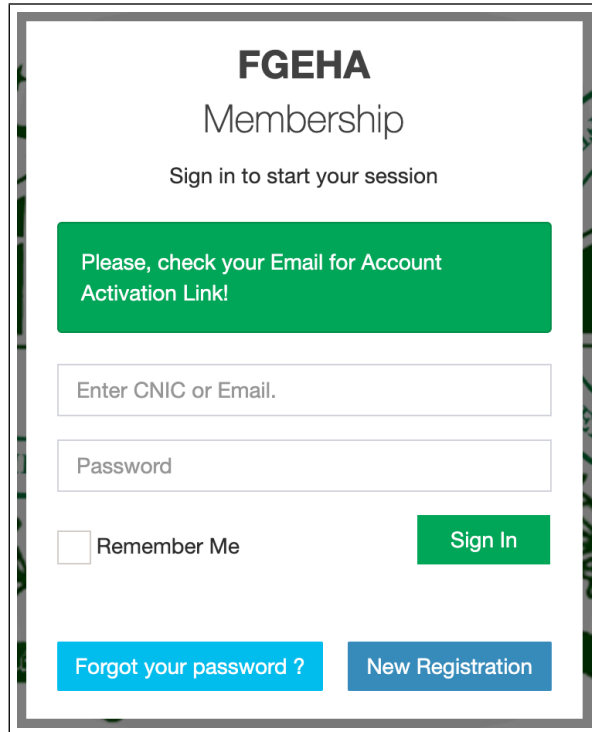 FGEHA
Membership
Sign in to start your session
Please, check your Email for Account
Activation Link!
Enter CNIC or Email.
Password
Remember Me
Sign In
Forgot your password ?
New Registration